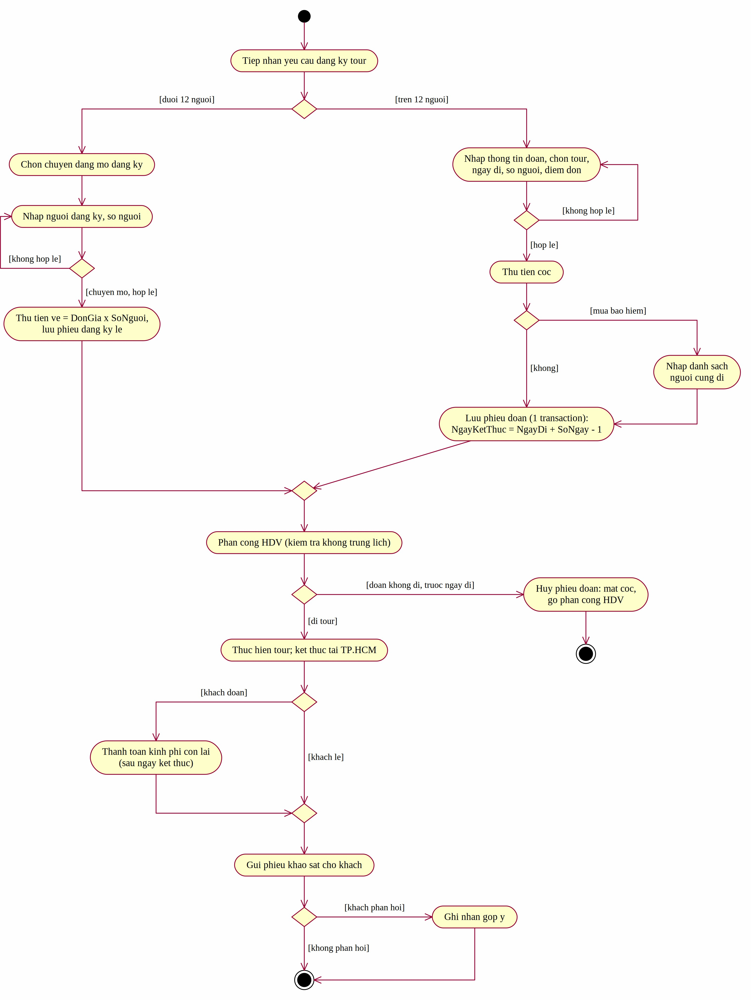 Tiep nhan yeu cau dang ky tour
[duoi 12 nguoi]
[tren 12 nguoi]
Chon chuyen dang mo dang ky
Nhap thong tin doan, chon tour,
ngay di, so nguoi, diem don
Nhap nguoi dang ky, so nguoi
[khong hop le]
[hop le]
[khong hop le]
Thu tien coc
[chuyen mo, hop le]
Thu tien ve = DonGia x SoNguoi,
luu phieu dang ky le
[mua bao hiem]
[khong]
Nhap danh sach
nguoi cung di
Luu phieu doan (1 transaction):
NgayKetThuc = NgayDi + SoNgay - 1
Phan cong HDV (kiem tra khong trung lich)
[doan khong di, truoc ngay di]
Huy phieu doan: mat coc,
go phan cong HDV
[di tour]
Thuc hien tour; ket thuc tai TP.HCM
[khach doan]
Thanh toan kinh phi con lai
(sau ngay ket thuc)
[khach le]
Gui phieu khao sat cho khach
[khach phan hoi]
Ghi nhan gop y
[khong phan hoi]